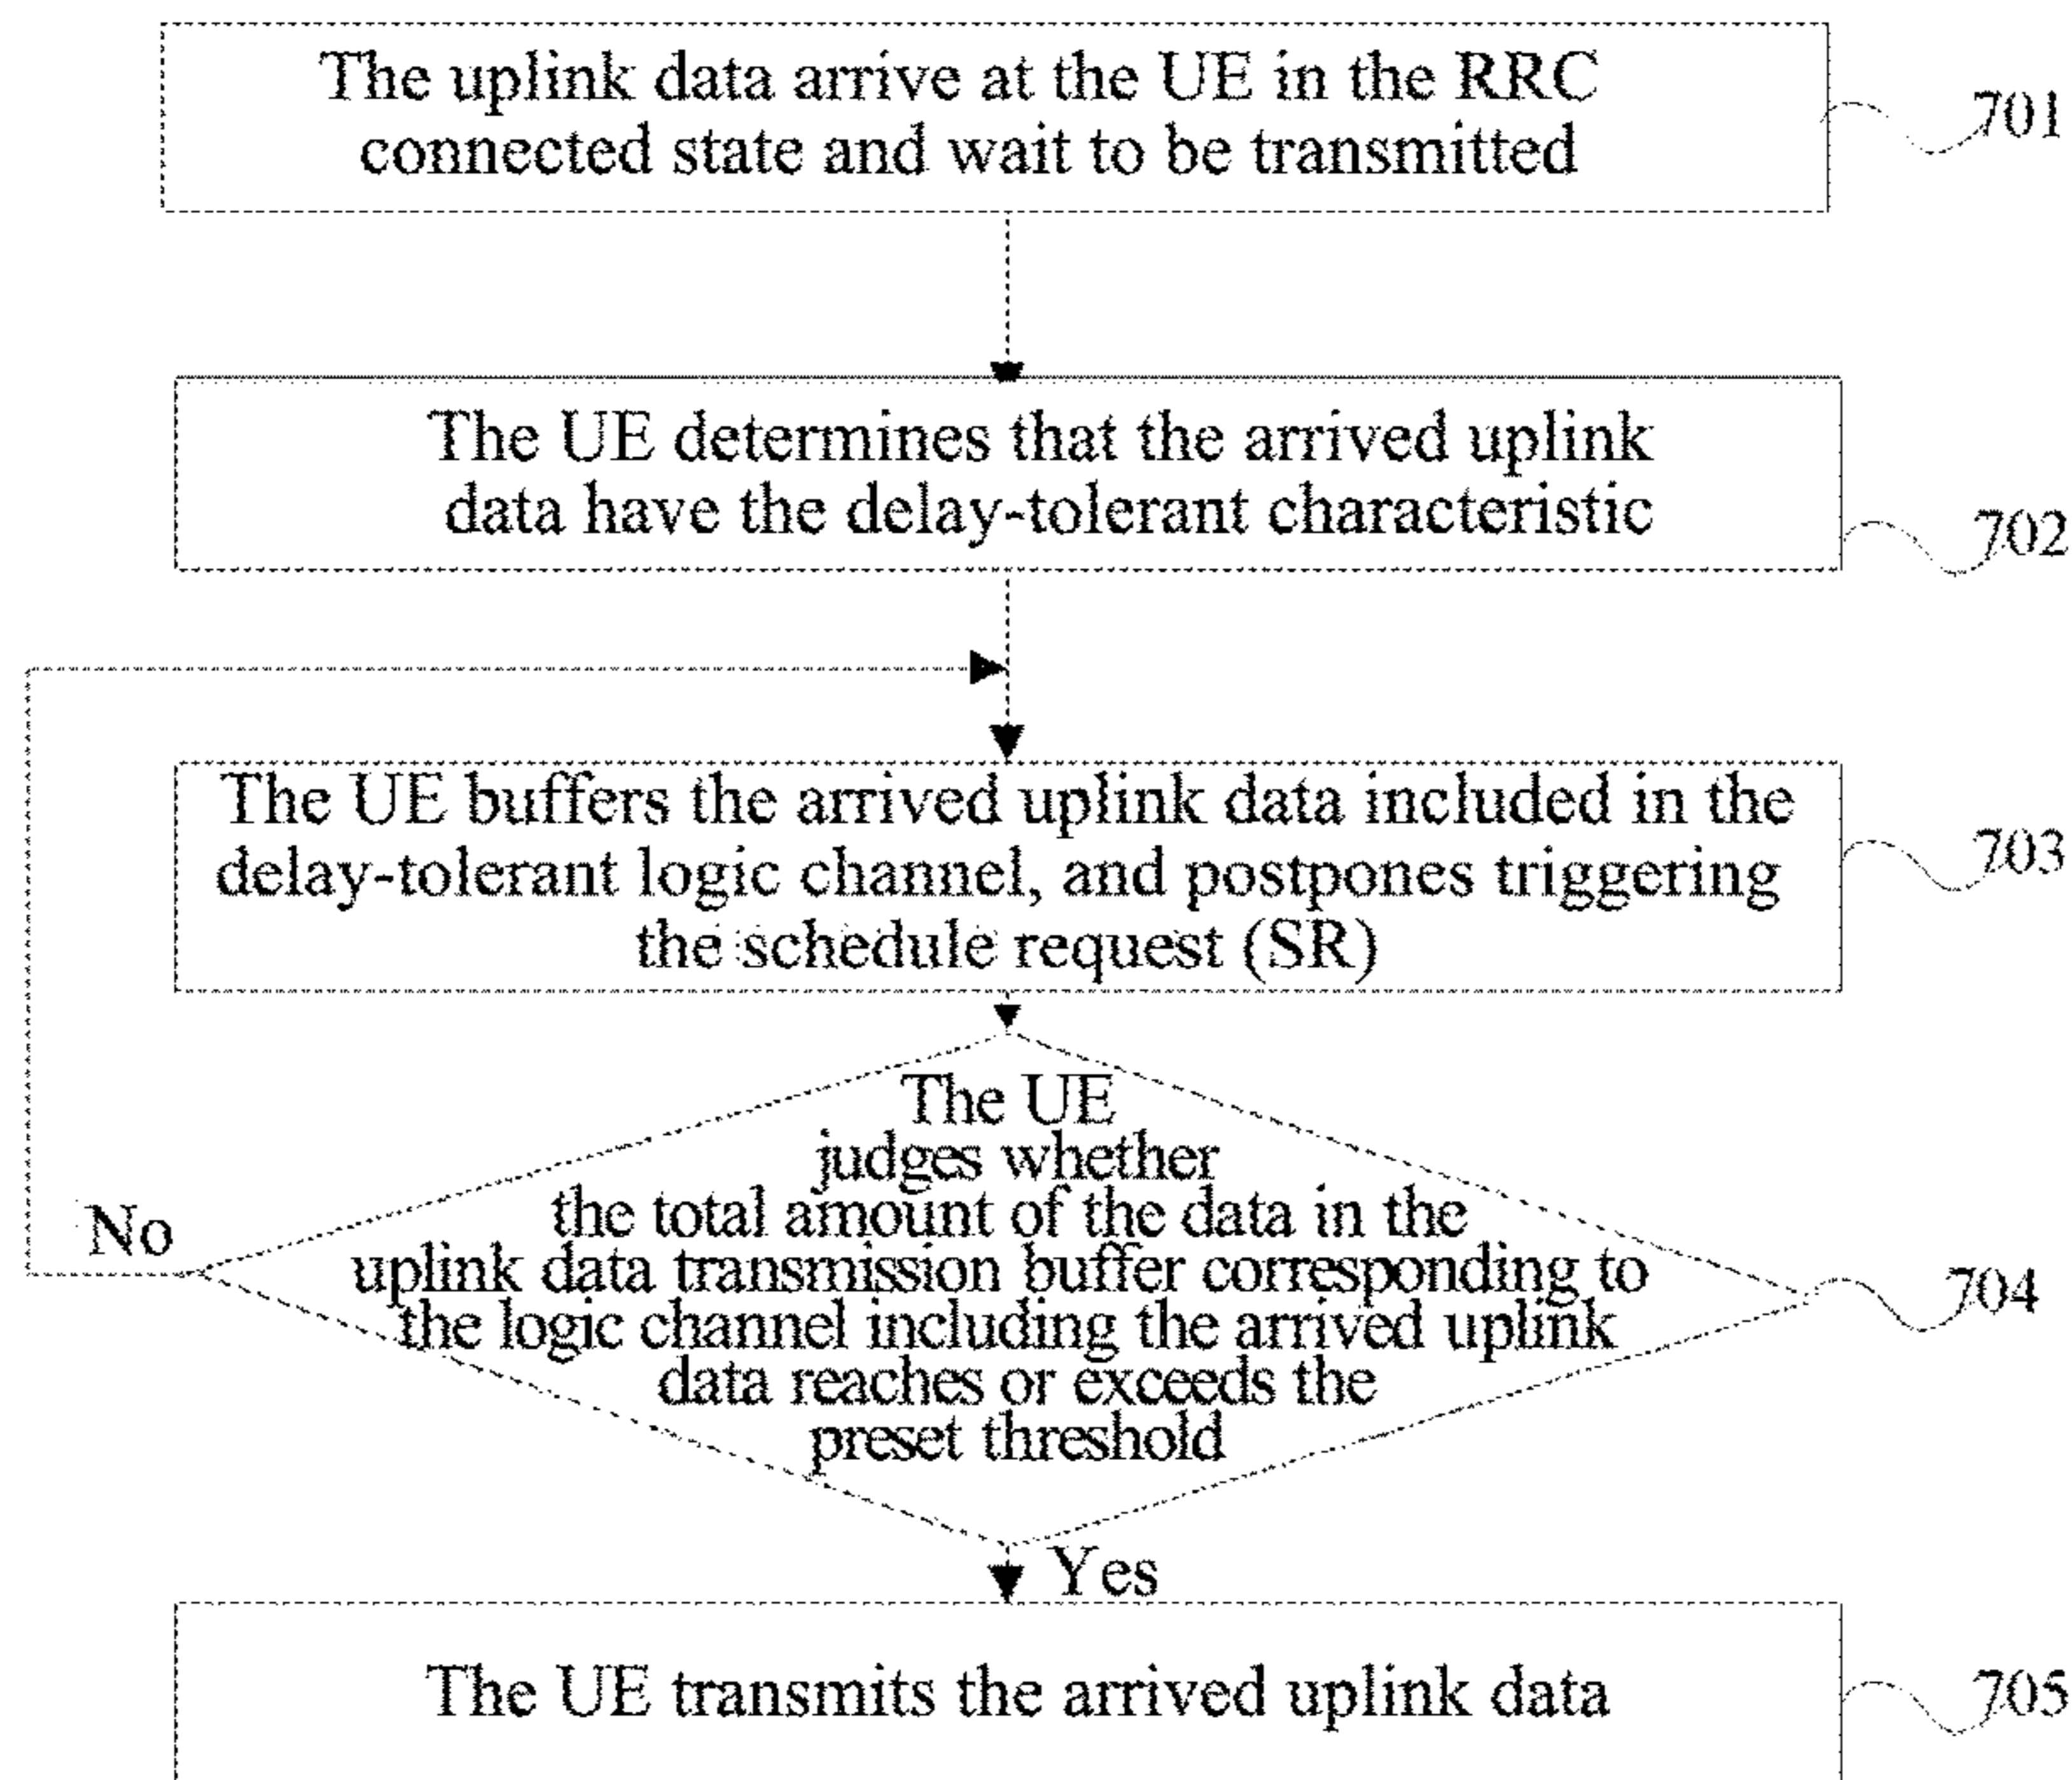 The uplink data arrive at the UE in the RRC
connected state and wait to be transmitted
701
The UE determines that the arrived uplink
data have the delay-tolerant characteristic
702
The UE buffers the arrived uplink data included in the
delay-tolerant logic channel, and postpones triggering
the schedule request (SR)
703
The UE
judges whether
the total amount of the data in the
uplink data transmission buffer corresponding to
the logic channel including the arrived uplink
data reaches or exceeds the
preset threshold
No
704
Yes
The UE transmits the arrived uplink data
705